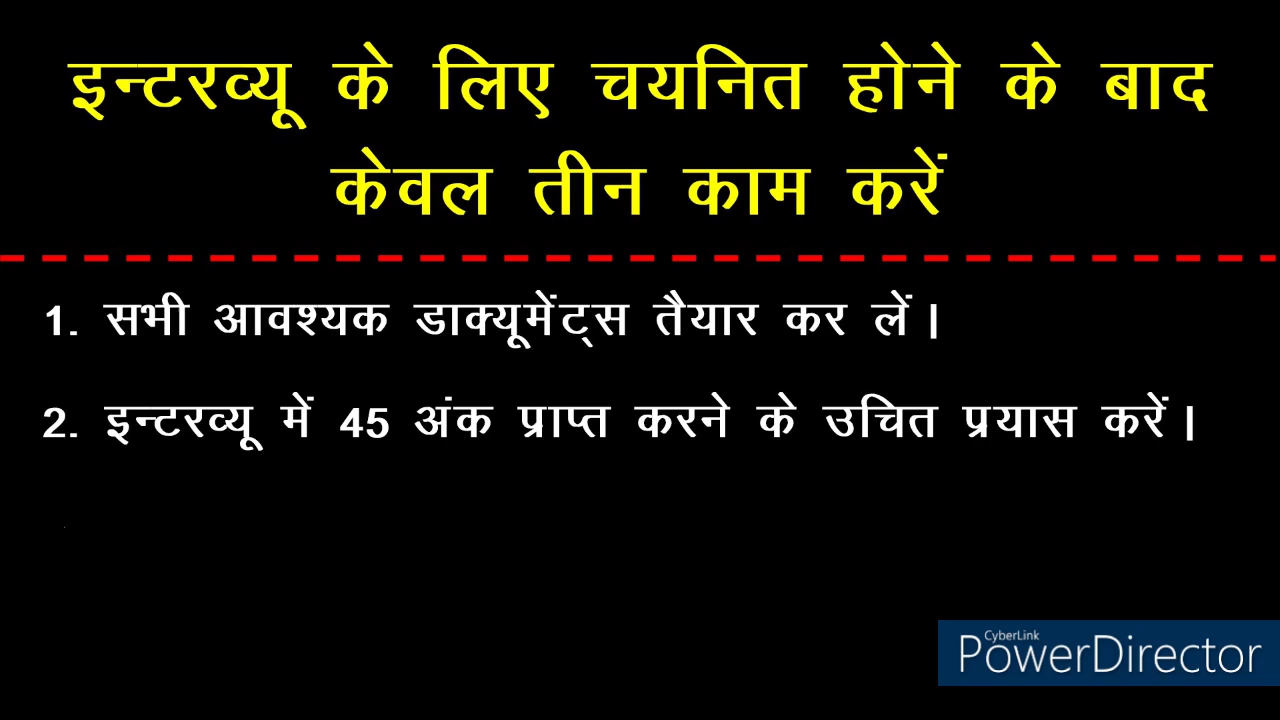 इन्टरव्यू के लिए चयनित होने के बाद
केवल तीन काम करें
1. सभी आवश्यक डाक्यूमेंट्स तैयार कर लें।
2. इन्टरव्यू में 45 अंक प्राप्त करने के उचित प्रयास करें।
CyberLink
PowerDirector